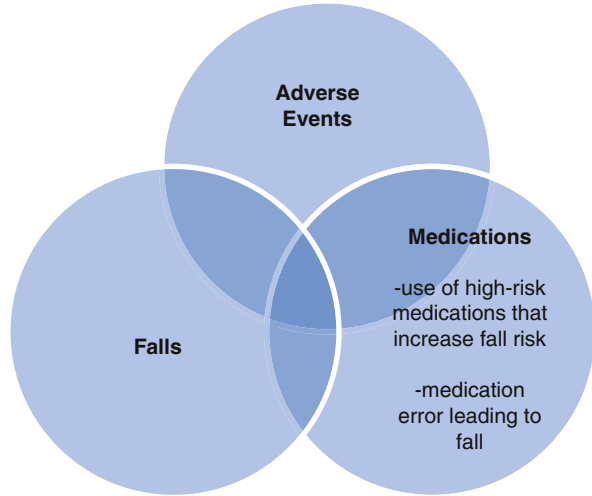 Adverse
Events
Medications
-use of high-risk
medications that
increase fall risk
Falls
-medication
error leading to
fall